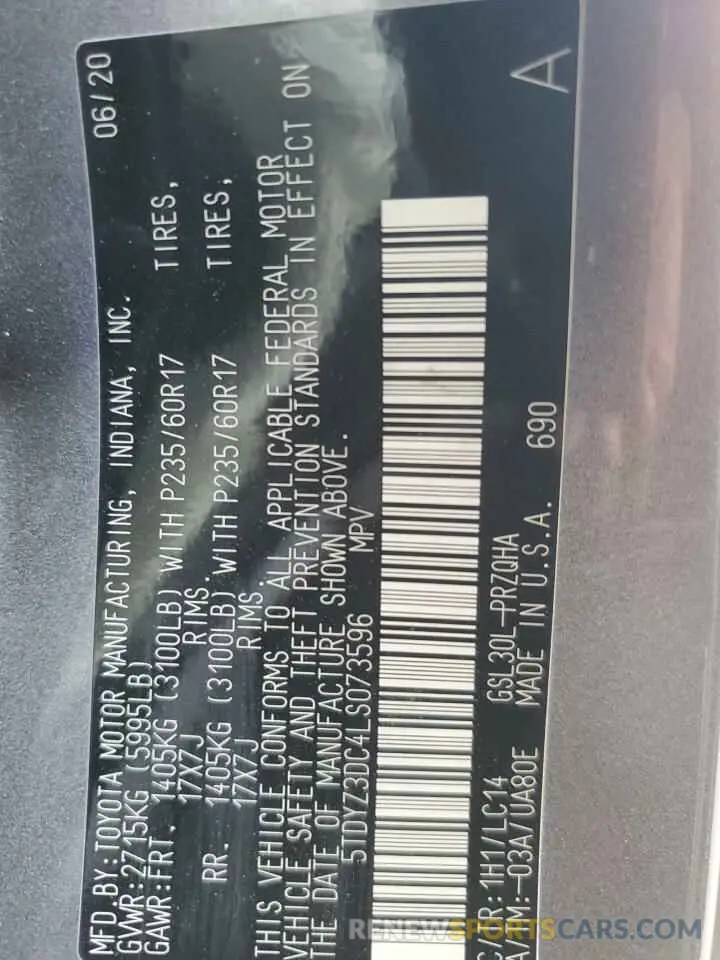 MFD.BY:TOYOTA MOTOR MANUFACTURING, INDIANA, INC. 06/20
GVWR:2715KG (5995LB)
GAWR:FRT. 1405KG (3100LB) WITH P235/60R17 TIRES,
17X7J RIMS.
RR. 1405KG (3100LB) WITH P235/60R17 TIRES,
17X7J RIMS.
THIS VEHICLE CONFORMS TO ALL APPLICABLE FEDERAL MOTOR
VEHICLE SAFETY AND THEFT PREVENTION STANDARDS IN EFFECT ON
THE DATE OF MANUFACTURE SHOWN ABOVE.
5TDYZ3DC4LS073596 MPV
C/TR:1H1/LC14 GSL30L-PRZQHA
A/TM:-03A/UA80E MADE IN U.S.A. 690 A
RENEWSPORTSCARS.COM